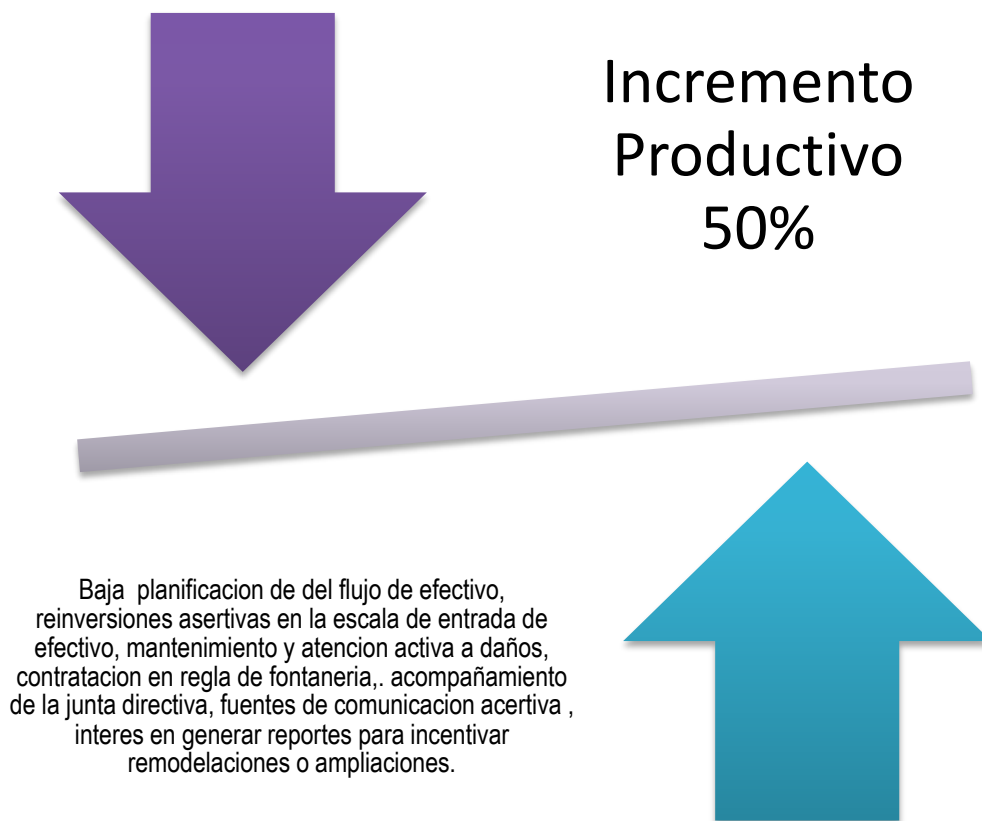 Incremento
Productivo
50%
Baja  planificacion de del flujo de efectivo,
reinversiones asertivas en la escala de entrada de
efectivo, mantenimiento y atencion activa a daños,
contratacion en regla de fontaneria,. acompañamiento
de la junta directiva, fuentes de comunicacion acertiva ,
interes en generar reportes para incentivar
remodelaciones o ampliaciones.